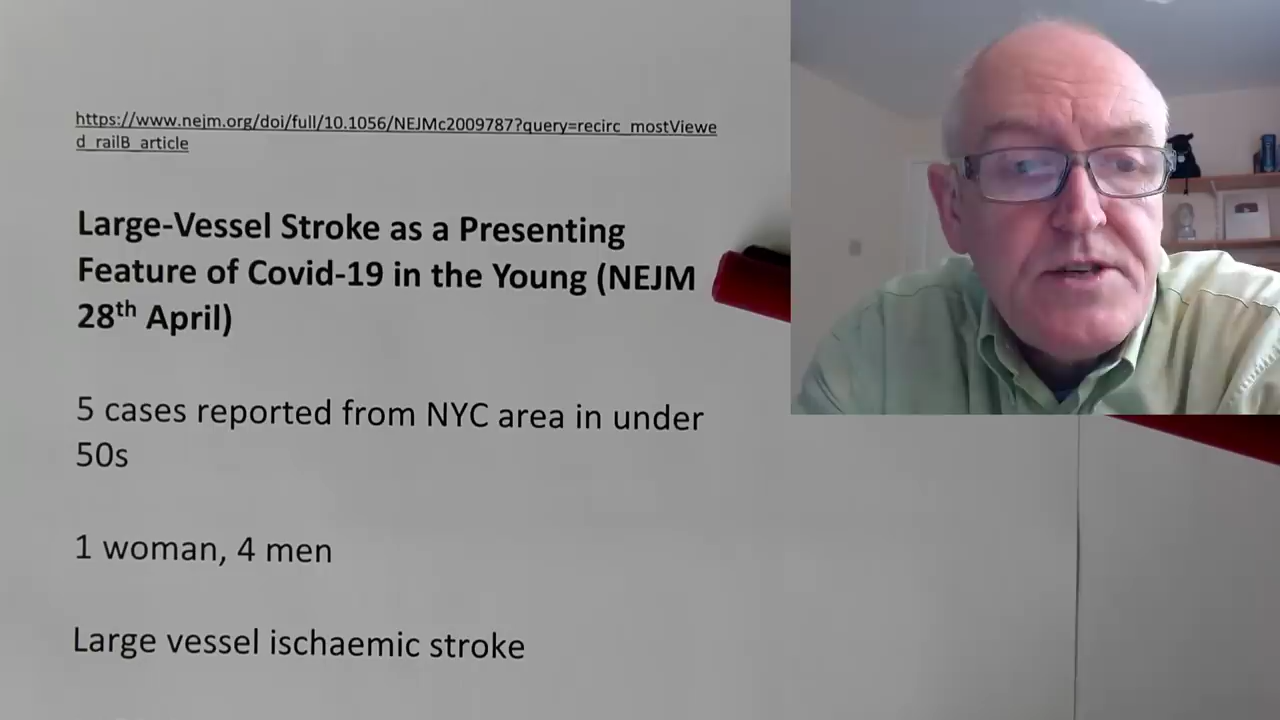 https://www.nejm.org/doi/full/10.1056/NEJMc2009787?query=recirc_mostViewe
d_railB_article
Large-Vessel Stroke as a Presenting
Feature of Covid-19 in the Young (NEJM
28th April)
5 cases reported from NYC area in under
50s
1 woman, 4 men
Large vessel ischaemic stroke